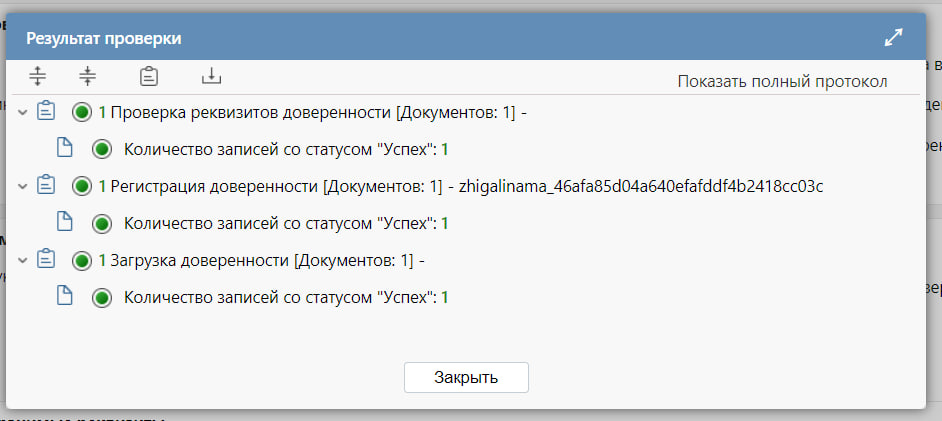 Результат проверки
Показать полный протокол
1 Проверка реквизитов доверенности [Документов: 1] -
Количество записей со статусом "Успех": 1
1 Регистрация доверенности [Документов: 1] - zhigalinama_46afa85d04a640efafddf4b2418cc03c
Количество записей со статусом "Успех": 1
1 Загрузка доверенности [Документов: 1] -
Количество записей со статусом "Успех": 1
Закрыть